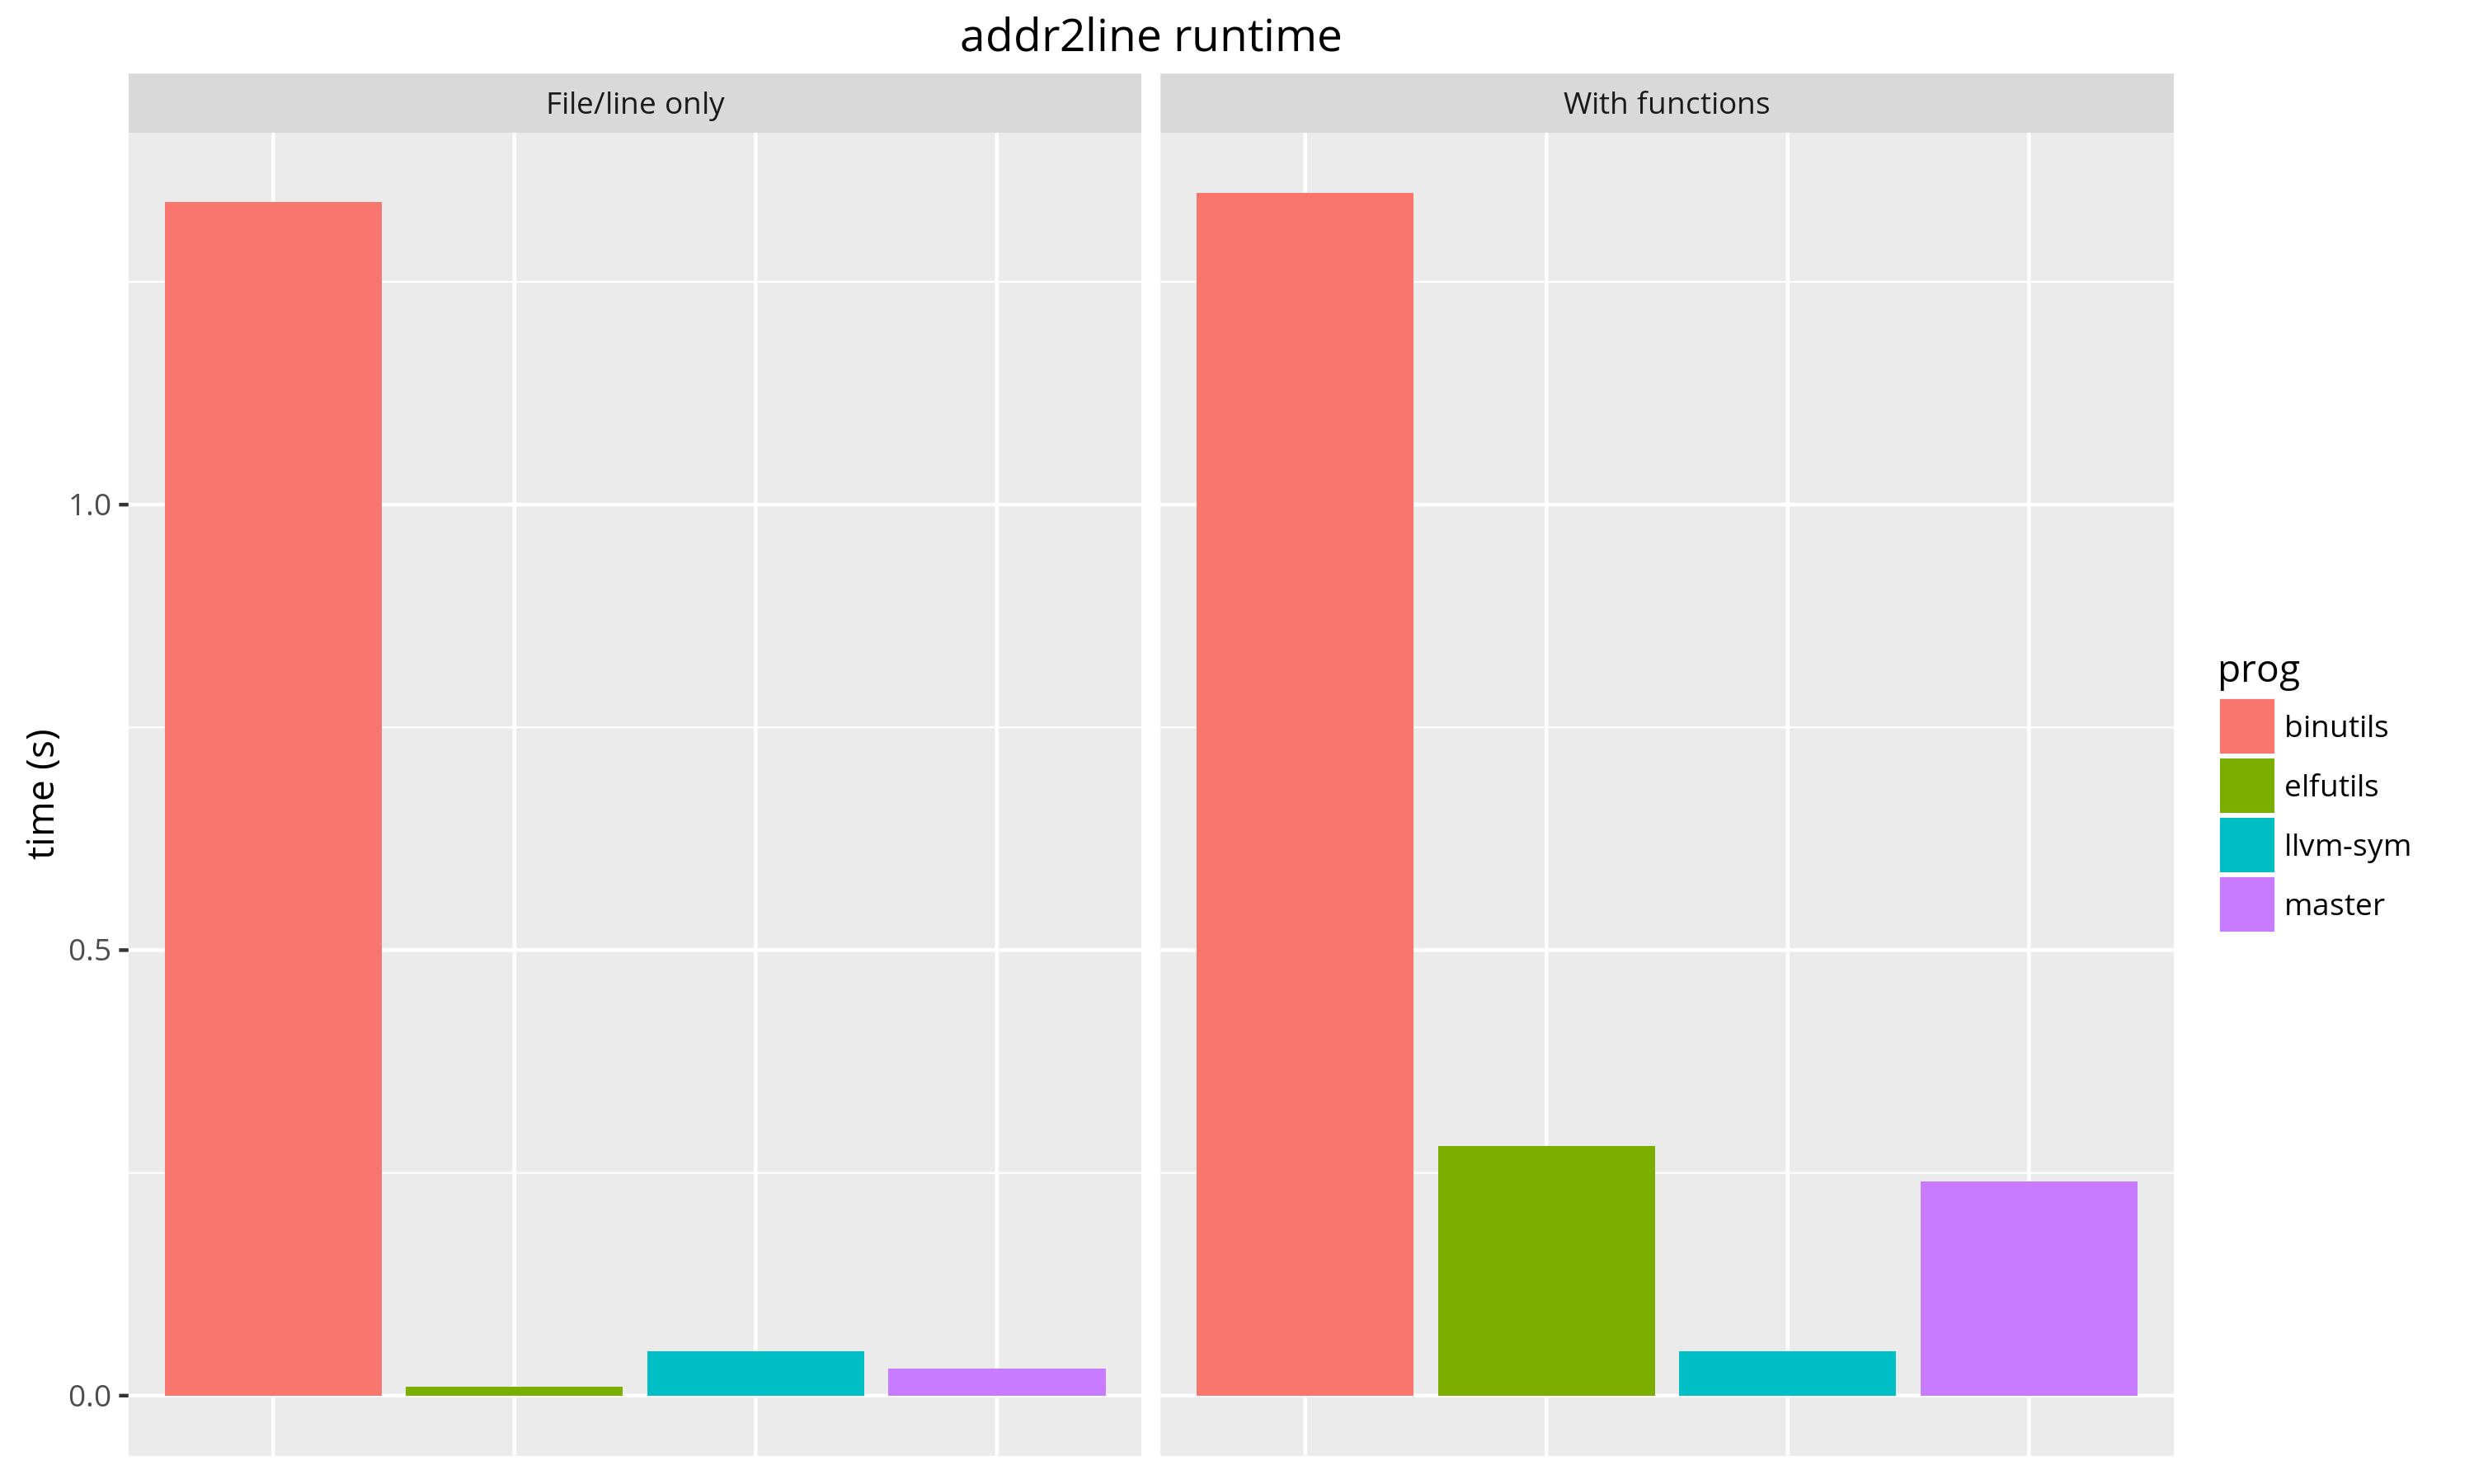 addr2line runtime
File/line only
With functions
1.0
0.5
0.0
time (s)
prog
binutils
elfutils
llvm-sym
master